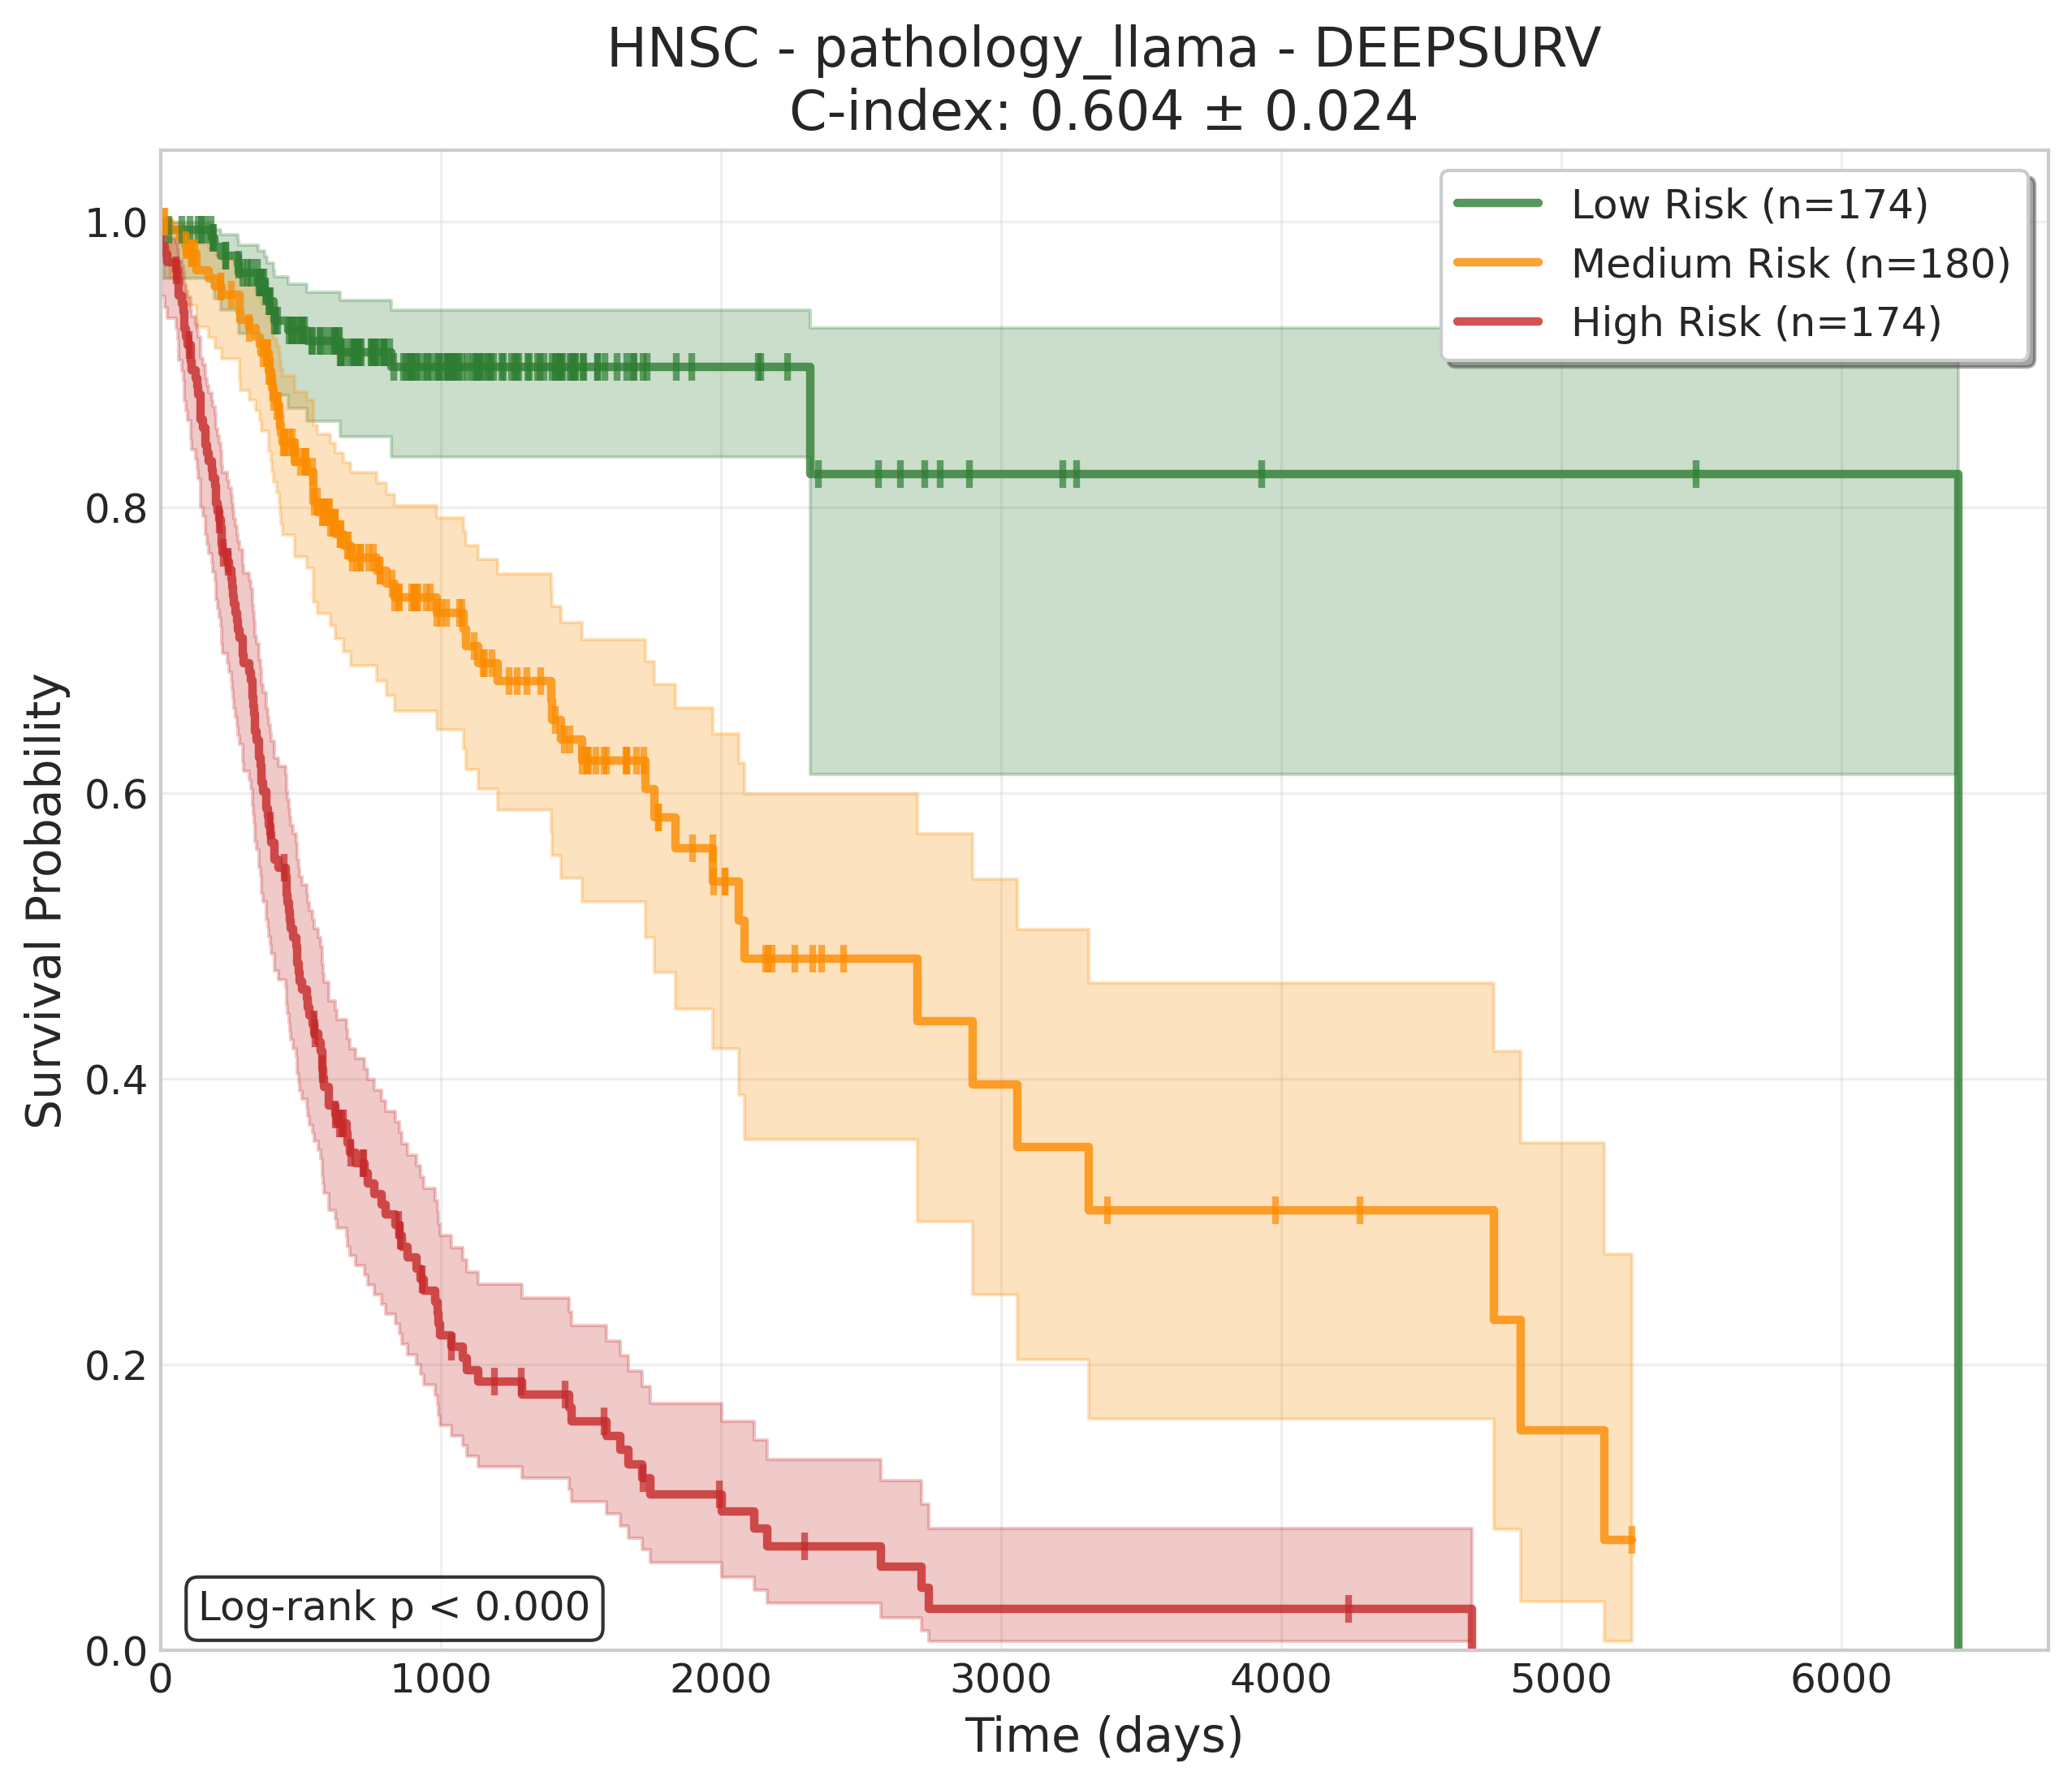 HNSC - pathology_llama - DEEPSURV
C-index: 0.604 ± 0.024
Low Risk (n=174)
Medium Risk (n=180)
High Risk (n=174)
Survival Probability
1.0
0.8
0.6
0.4
0.2
0.0
Log-rank p < 0.000
0 1000 2000 3000 4000 5000 6000
Time (days)